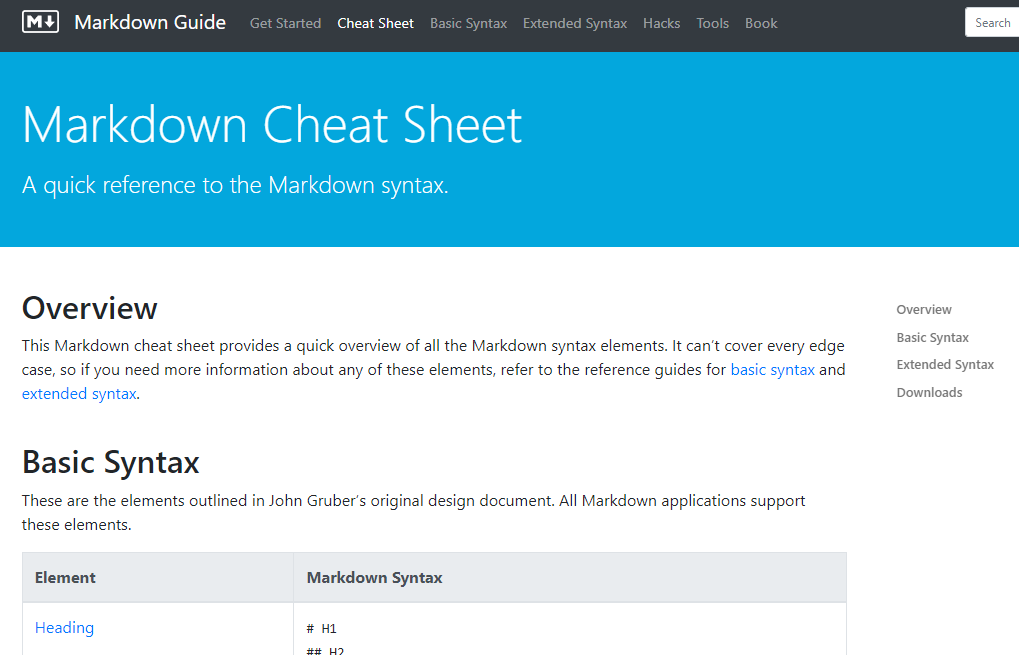 M↓ Markdown Guide Get Started Cheat Sheet Basic Syntax Extended Syntax Hacks Tools Book Search
Markdown Cheat Sheet
A quick reference to the Markdown syntax.
Overview
This Markdown cheat sheet provides a quick overview of all the Markdown syntax elements. It can’t cover every edge
case, so if you need more information about any of these elements, refer to the reference guides for basic syntax and
extended syntax.
Basic Syntax
These are the elements outlined in John Gruber’s original design document. All Markdown applications support
these elements.
Element Markdown Syntax
Heading # H1
## H2
Overview
Basic Syntax
Extended Syntax
Downloads